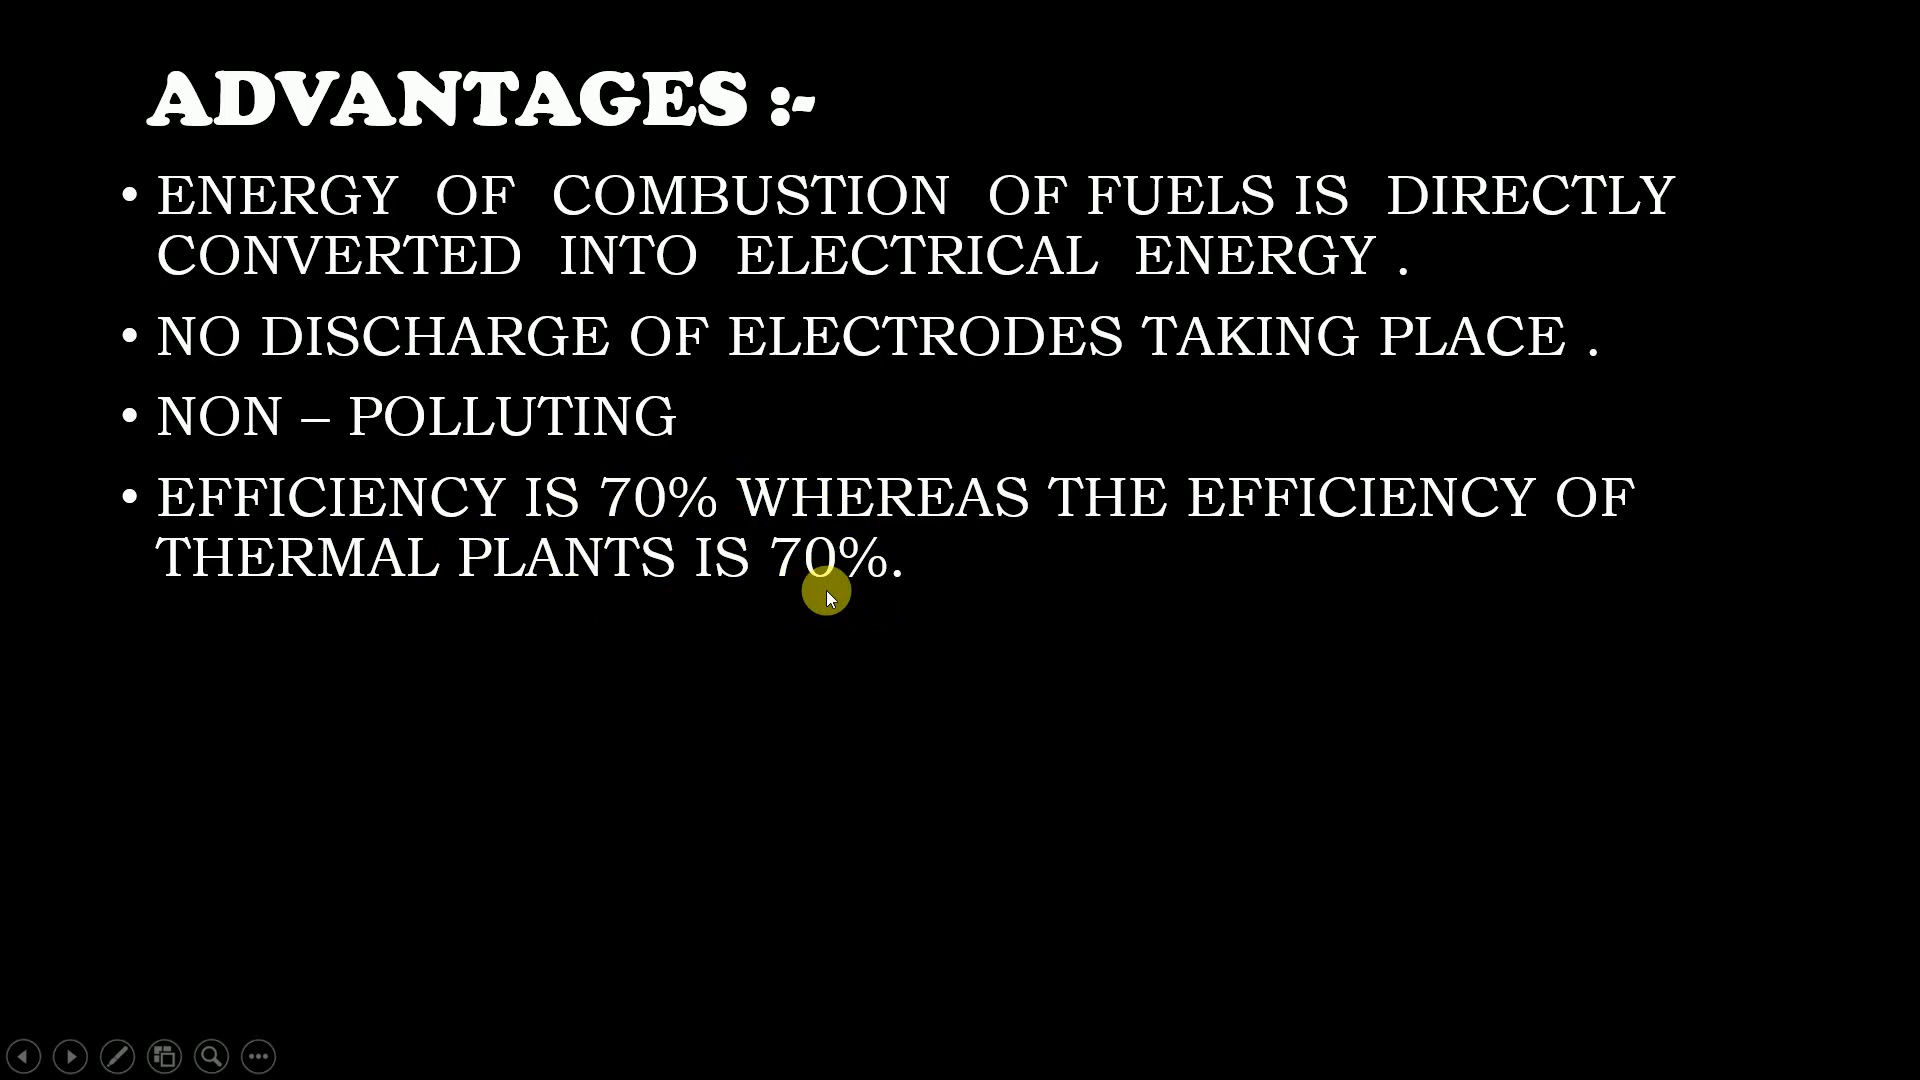 ADVANTAGES :-
• ENERGY OF COMBUSTION OF FUELS IS DIRECTLY
CONVERTED INTO ELECTRICAL ENERGY .
• NO DISCHARGE OF ELECTRODES TAKING PLACE .
• NON – POLLUTING
• EFFICIENCY IS 70% WHEREAS THE EFFICIENCY OF
THERMAL PLANTS IS 70%.